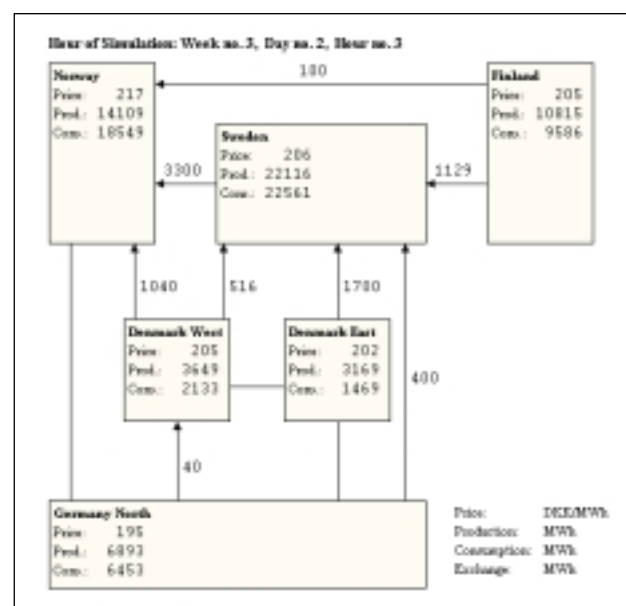 Hour of Simulation: Week no. 3, Day no. 2, Hour no. 3
Norway
Price: 217
Prod.: 14109
Cons.: 18549
100
Finland
Price: 205
Prod.: 10815
Cons.: 9586
Sweden
Price: 206
Prod.: 22116
Cons.: 22561
3300
1129
1040
516
1700
Denmark West
Price: 205
Prod.: 3649
Cons.: 2133
Denmark East
Price: 202
Prod.: 3169
Cons.: 1469
400
40
Germany North
Price: 195
Prod.: 6893
Cons.: 6453
Price: DKK/MWh
Production: MWh
Consumption: MWh
Exchange: MWh